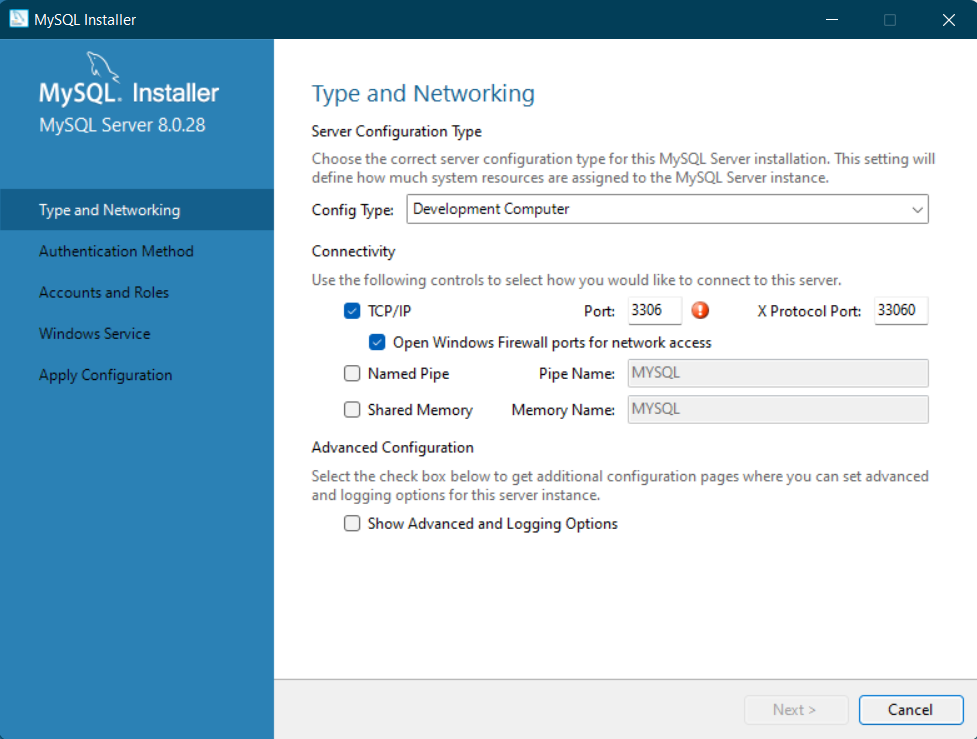 MySQL Installer
MySQL. Installer
MySQL Server 8.0.28
Type and Networking
Authentication Method
Accounts and Roles
Windows Service
Apply Configuration
Type and Networking
Server Configuration Type
Choose the correct server configuration type for this MySQL Server installation. This setting will
define how much system resources are assigned to the MySQL Server instance.
Config Type: Development Computer
Connectivity
Use the following controls to select how you would like to connect to this server.
TCP/IP Port: 3306 X Protocol Port: 33060
Open Windows Firewall ports for network access
Named Pipe Pipe Name: MYSQL
Shared Memory Memory Name: MYSQL
Advanced Configuration
Select the check box below to get additional configuration pages where you can set advanced
and logging options for this server instance.
Show Advanced and Logging Options
Next > Cancel